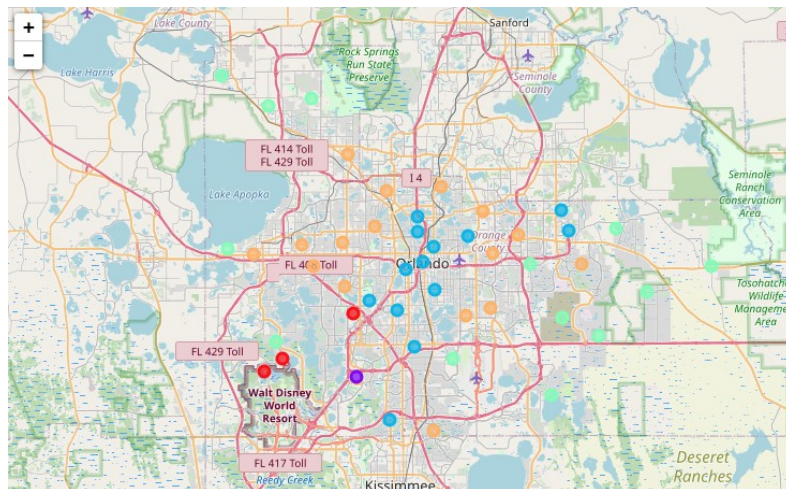 +
−
Lake County
Sanford
Rock Springs
Run State
Preserve
Lake Harris
Seminole
County
FL 414 Toll
FL 429 Toll
I 4
Lake Apopka
Seminole
Ranch
Conservation
Area
Orange
County
Orlando
FL 408 Toll
Tosohatchee
Wildlife
Management
Area
FL 429 Toll
Walt Disney
World
Resort
FL 417 Toll
Reedy Creek
Kissimmee
Deseret
Ranches